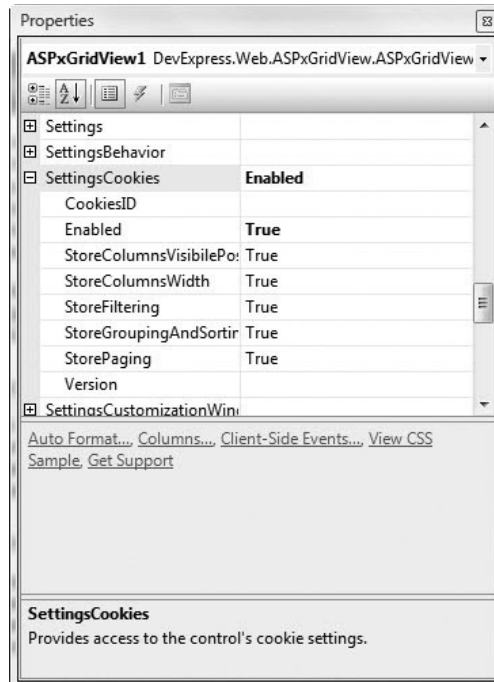 Properties
ASPxGridView1 DevExpress.Web.ASPxGridView.ASPxGridView
Settings
SettingsBehavior
SettingsCookies Enabled
CookiesID
Enabled True
StoreColumnsVisibilePo: True
StoreColumnsWidth True
StoreFiltering True
StoreGroupingAndSortir True
StorePaging True
Version
SettingsCustomizationWin
Auto Format..., Columns..., Client-Side Events..., View CSS
Sample, Get Support
SettingsCookies
Provides access to the control's cookie settings.